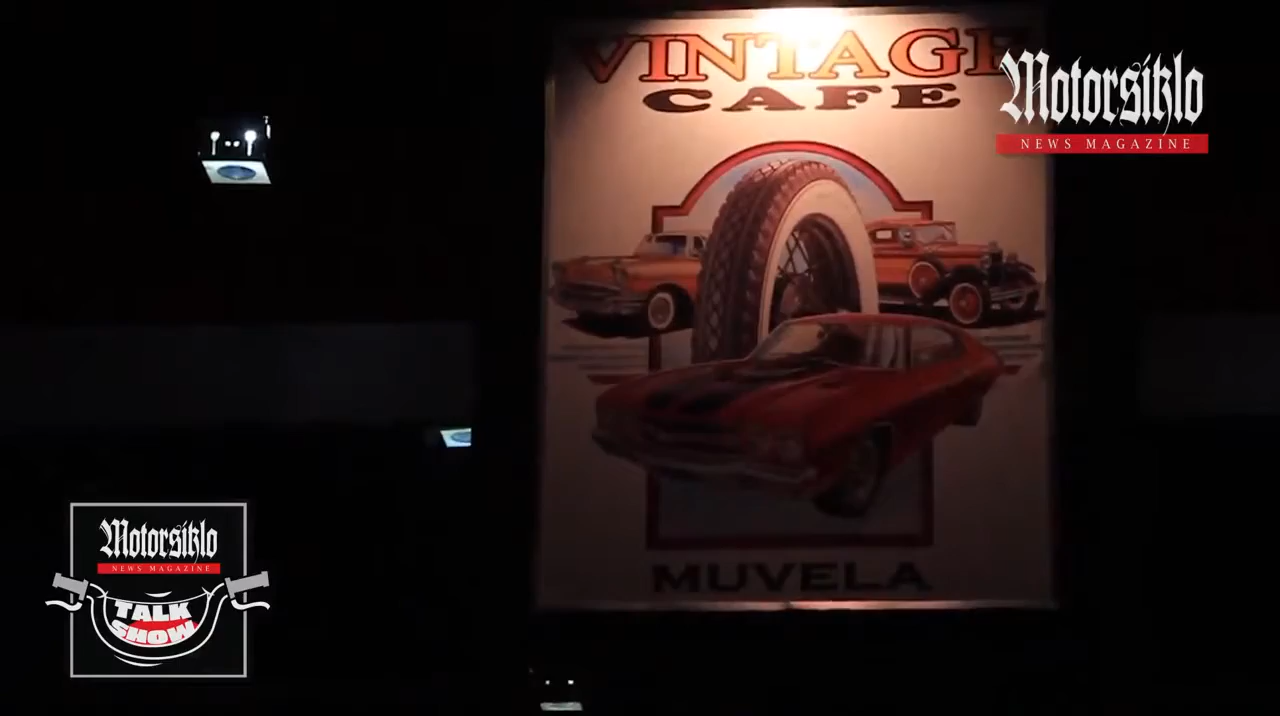 VINTAGE
CAFE
MUVELA
Motorsiklo
NEWS MAGAZINE
Motorsiklo
NEWS MAGAZINE
TALK
SHOW